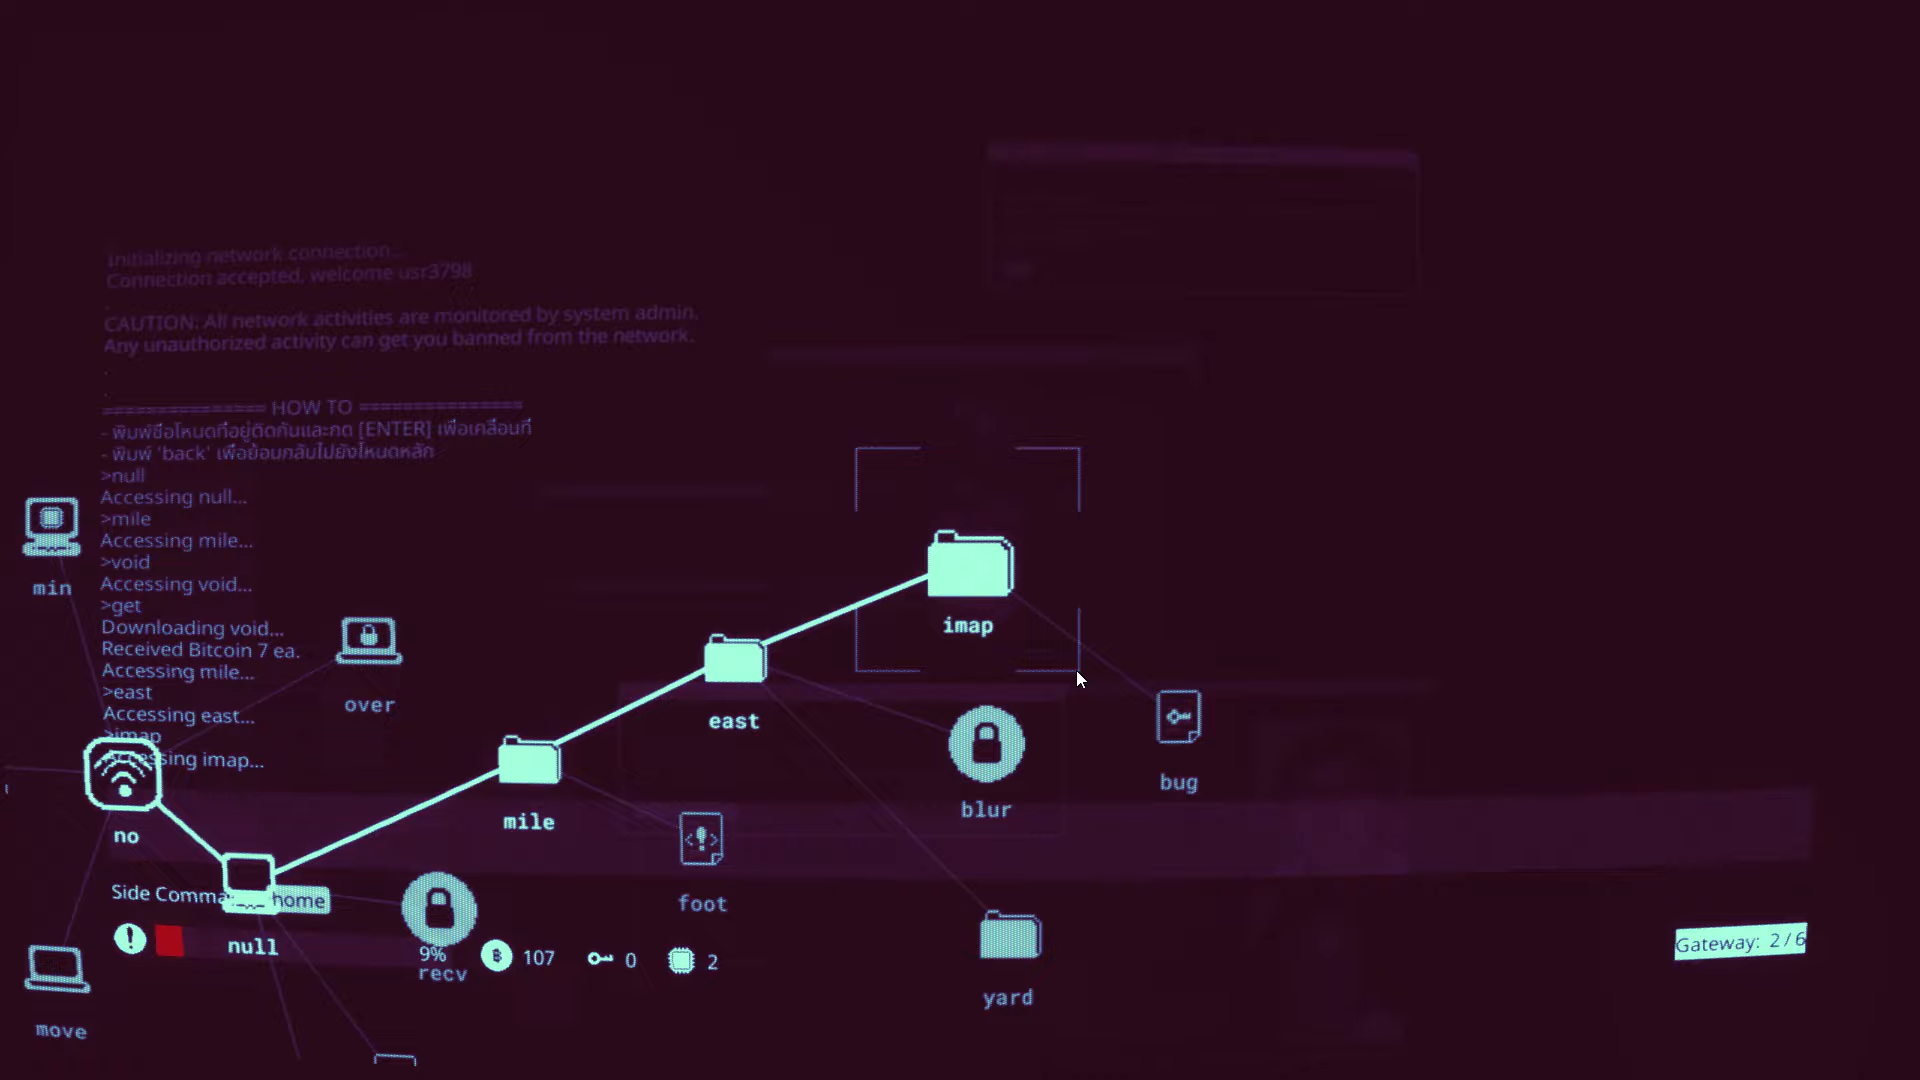 Initializing network connection...
Connection accepted, welcome usr3798
.
CAUTION: All network activities are monitored by system admin.
Any unauthorized activity can get you banned from the network.
.
.
=============== HOW TO ===============
- พิมพ์ชื่อโหนดที่อยู่ติดกันและกด [ENTER] เพื่อเคลื่อนที่
- พิมพ์ 'back' เพื่อย้อนกลับไปยังโหนดหลัก
>null
Accessing null...
>mile
Accessing mile...
>void
Accessing void...
>get
Downloading void...
Received Bitcoin 7 ea.
Accessing mile...
>east
Accessing east...
>imap
Accessing imap...
min
over
imap
east
bug
blur
mile
no
foot
Side Comma
home
null
9%
107
0
2
recv
Gateway: 2/6
yard
move